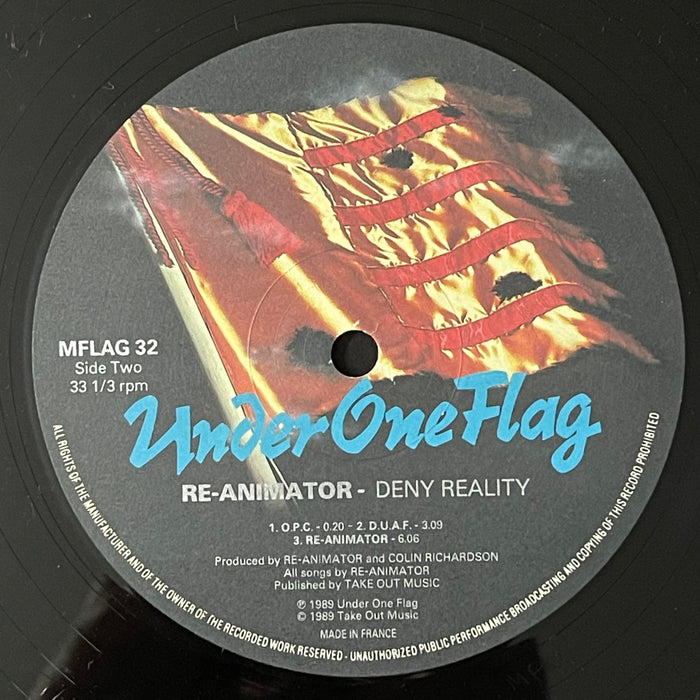 MFLAG 32
Side Two
33 1/3 rpm
Under One Flag
RE-ANIMATOR - DENY REALITY
1. O.P.C. - 0.20 - 2. D.U.A.F. - 3.09
3. RE-ANIMATOR - 6.06
Produced by RE-ANIMATOR and COLIN RICHARDSON
All songs by RE-ANIMATOR
Published by TAKE OUT MUSIC
℗ 1989 Under One Flag
© 1989 Take Out Music
MADE IN FRANCE
ALL RIGHTS OF THE MANUFACTURER AND OF THE OWNER OF THE RECORDED WORK RESERVED - UNAUTHORIZED PUBLIC PERFORMANCE BROADCASTING AND COPYING OF THIS RECORD PROHIBITED